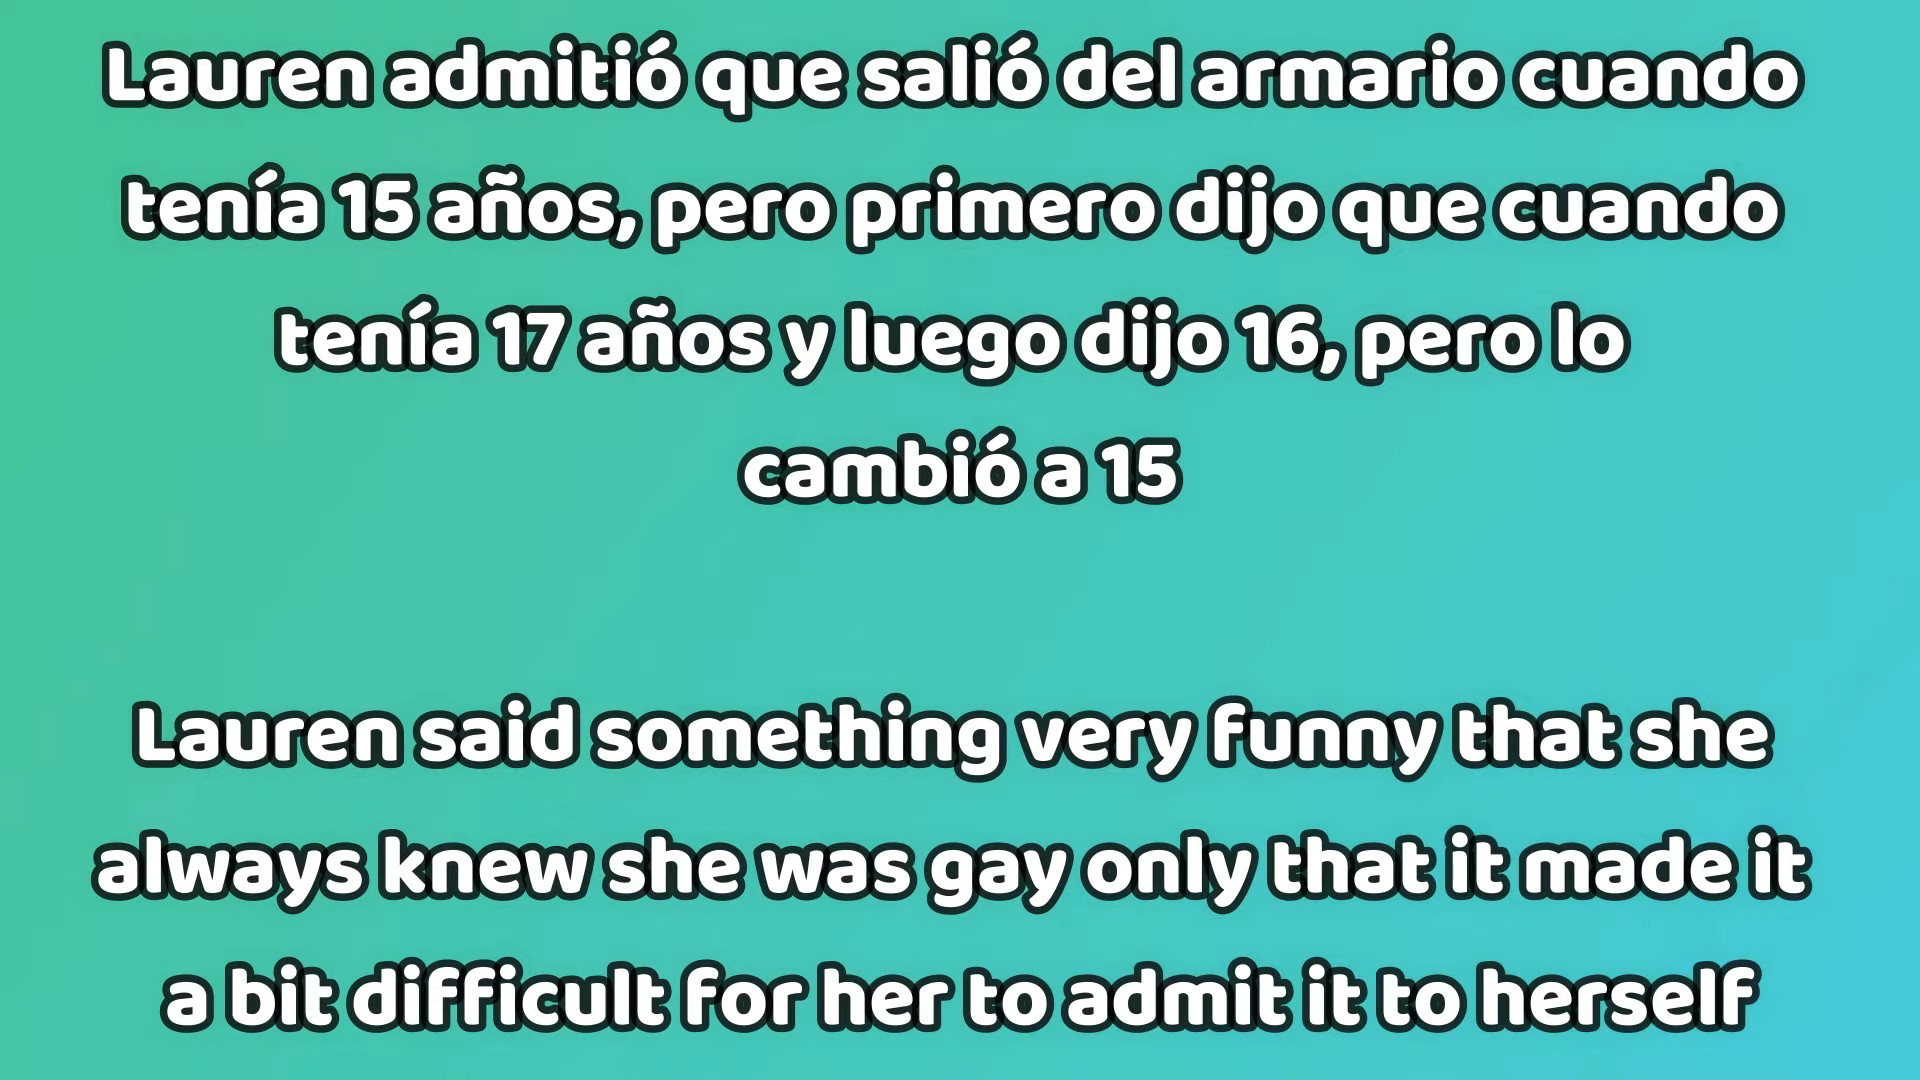 Lauren admitió que salió del armario cuando
tenía 15 años, pero primero dijo que cuando
tenía 17 años y luego dijo 16, pero lo
cambió a 15
Lauren said something very funny that she
always knew she was gay only that it made it
a bit difficult for her to admit it to herself